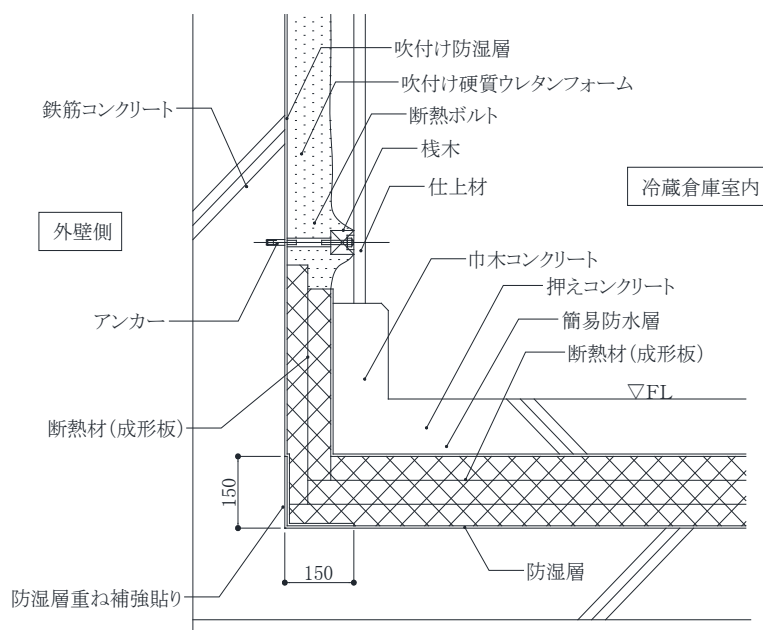 吹付け防湿層
吹付け硬質ウレタンフォーム
鉄筋コンクリート
断熱ボルト
桟木
仕上材
冷蔵倉庫室内
外壁側
巾木コンクリート
押えコンクリート
アンカー
簡易防水層
断熱材(成形板)
▽FL
断熱材(成形板)
150
150
防湿層
防湿層重ね補強貼り